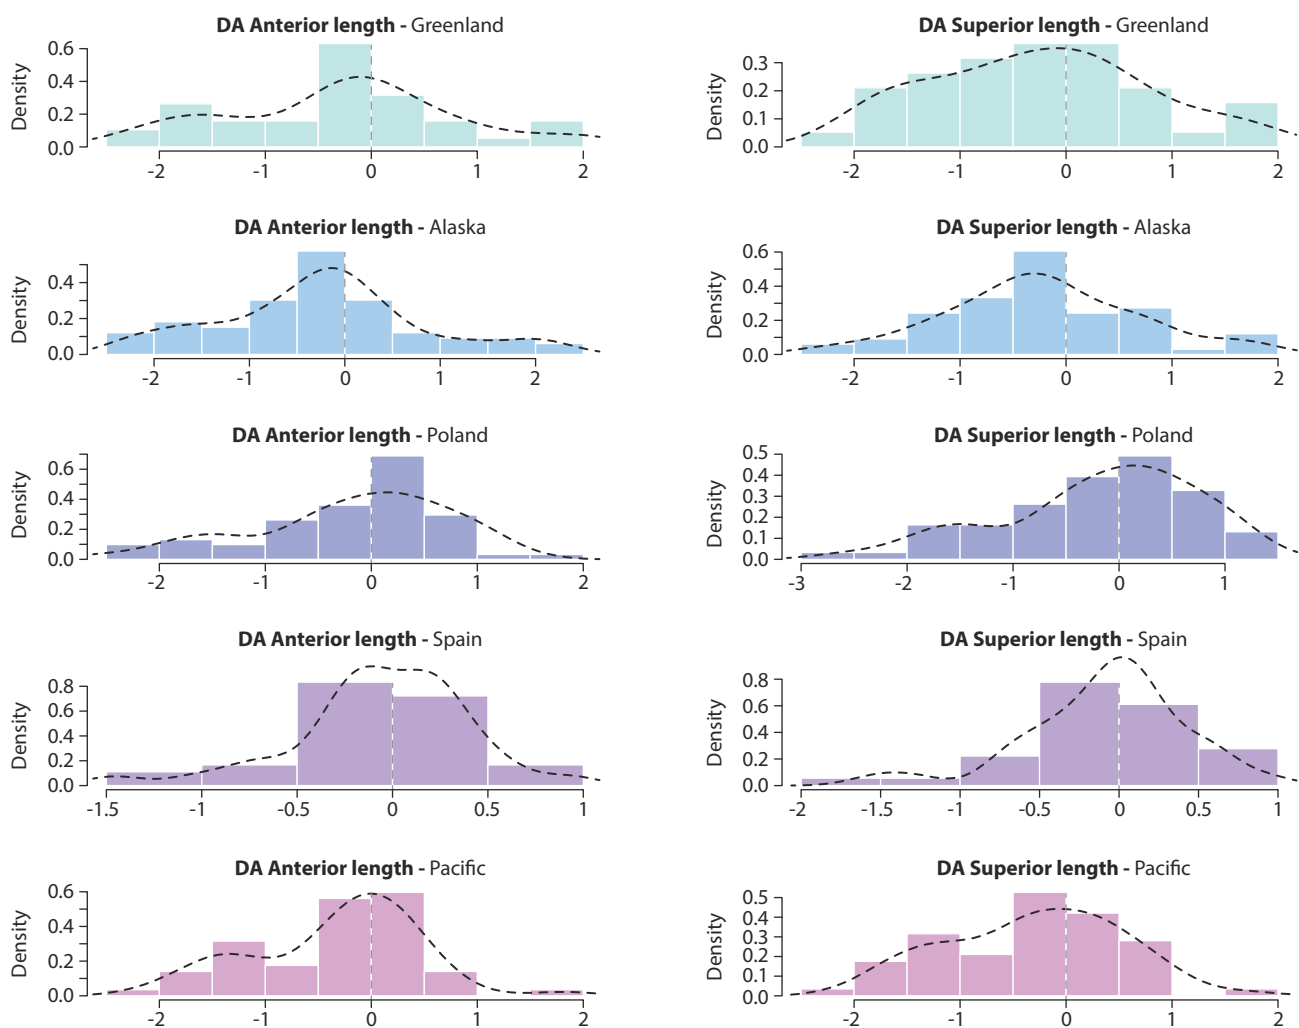 DA Anterior length - Greenland
Density
0.6
0.4
0.2
0.0
-2 -1 0 1 2
DA Superior length - Greenland
Density
0.3
0.2
0.1
0.0
-2 -1 0 1 2
DA Anterior length - Alaska
Density
0.4
0.2
0.0
-2 -1 0 1 2
DA Superior length - Alaska
Density
0.6
0.4
0.2
0.0
-2 -1 0 1 2
DA Anterior length - Poland
Density
0.6
0.4
0.2
0.0
-2 -1 0 1 2
DA Superior length - Poland
Density
0.5
0.4
0.3
0.2
0.1
0.0
-3 -2 -1 0 1
DA Anterior length - Spain
Density
0.8
0.6
0.4
0.2
0.0
-1.5 -1 -0.5 0 0.5 1
DA Superior length - Spain
Density
0.8
0.6
0.4
0.2
0
-2 -1.5 -1 -0.5 0 0.5 1
DA Anterior length - Pacific
Density
0.6
0.4
0.2
0.0
-2 -1 0 1 2
DA Superior length - Pacific
Density
0.5
0.4
0.3
0.2
0.1
0.0
-2 -1 0 1 2